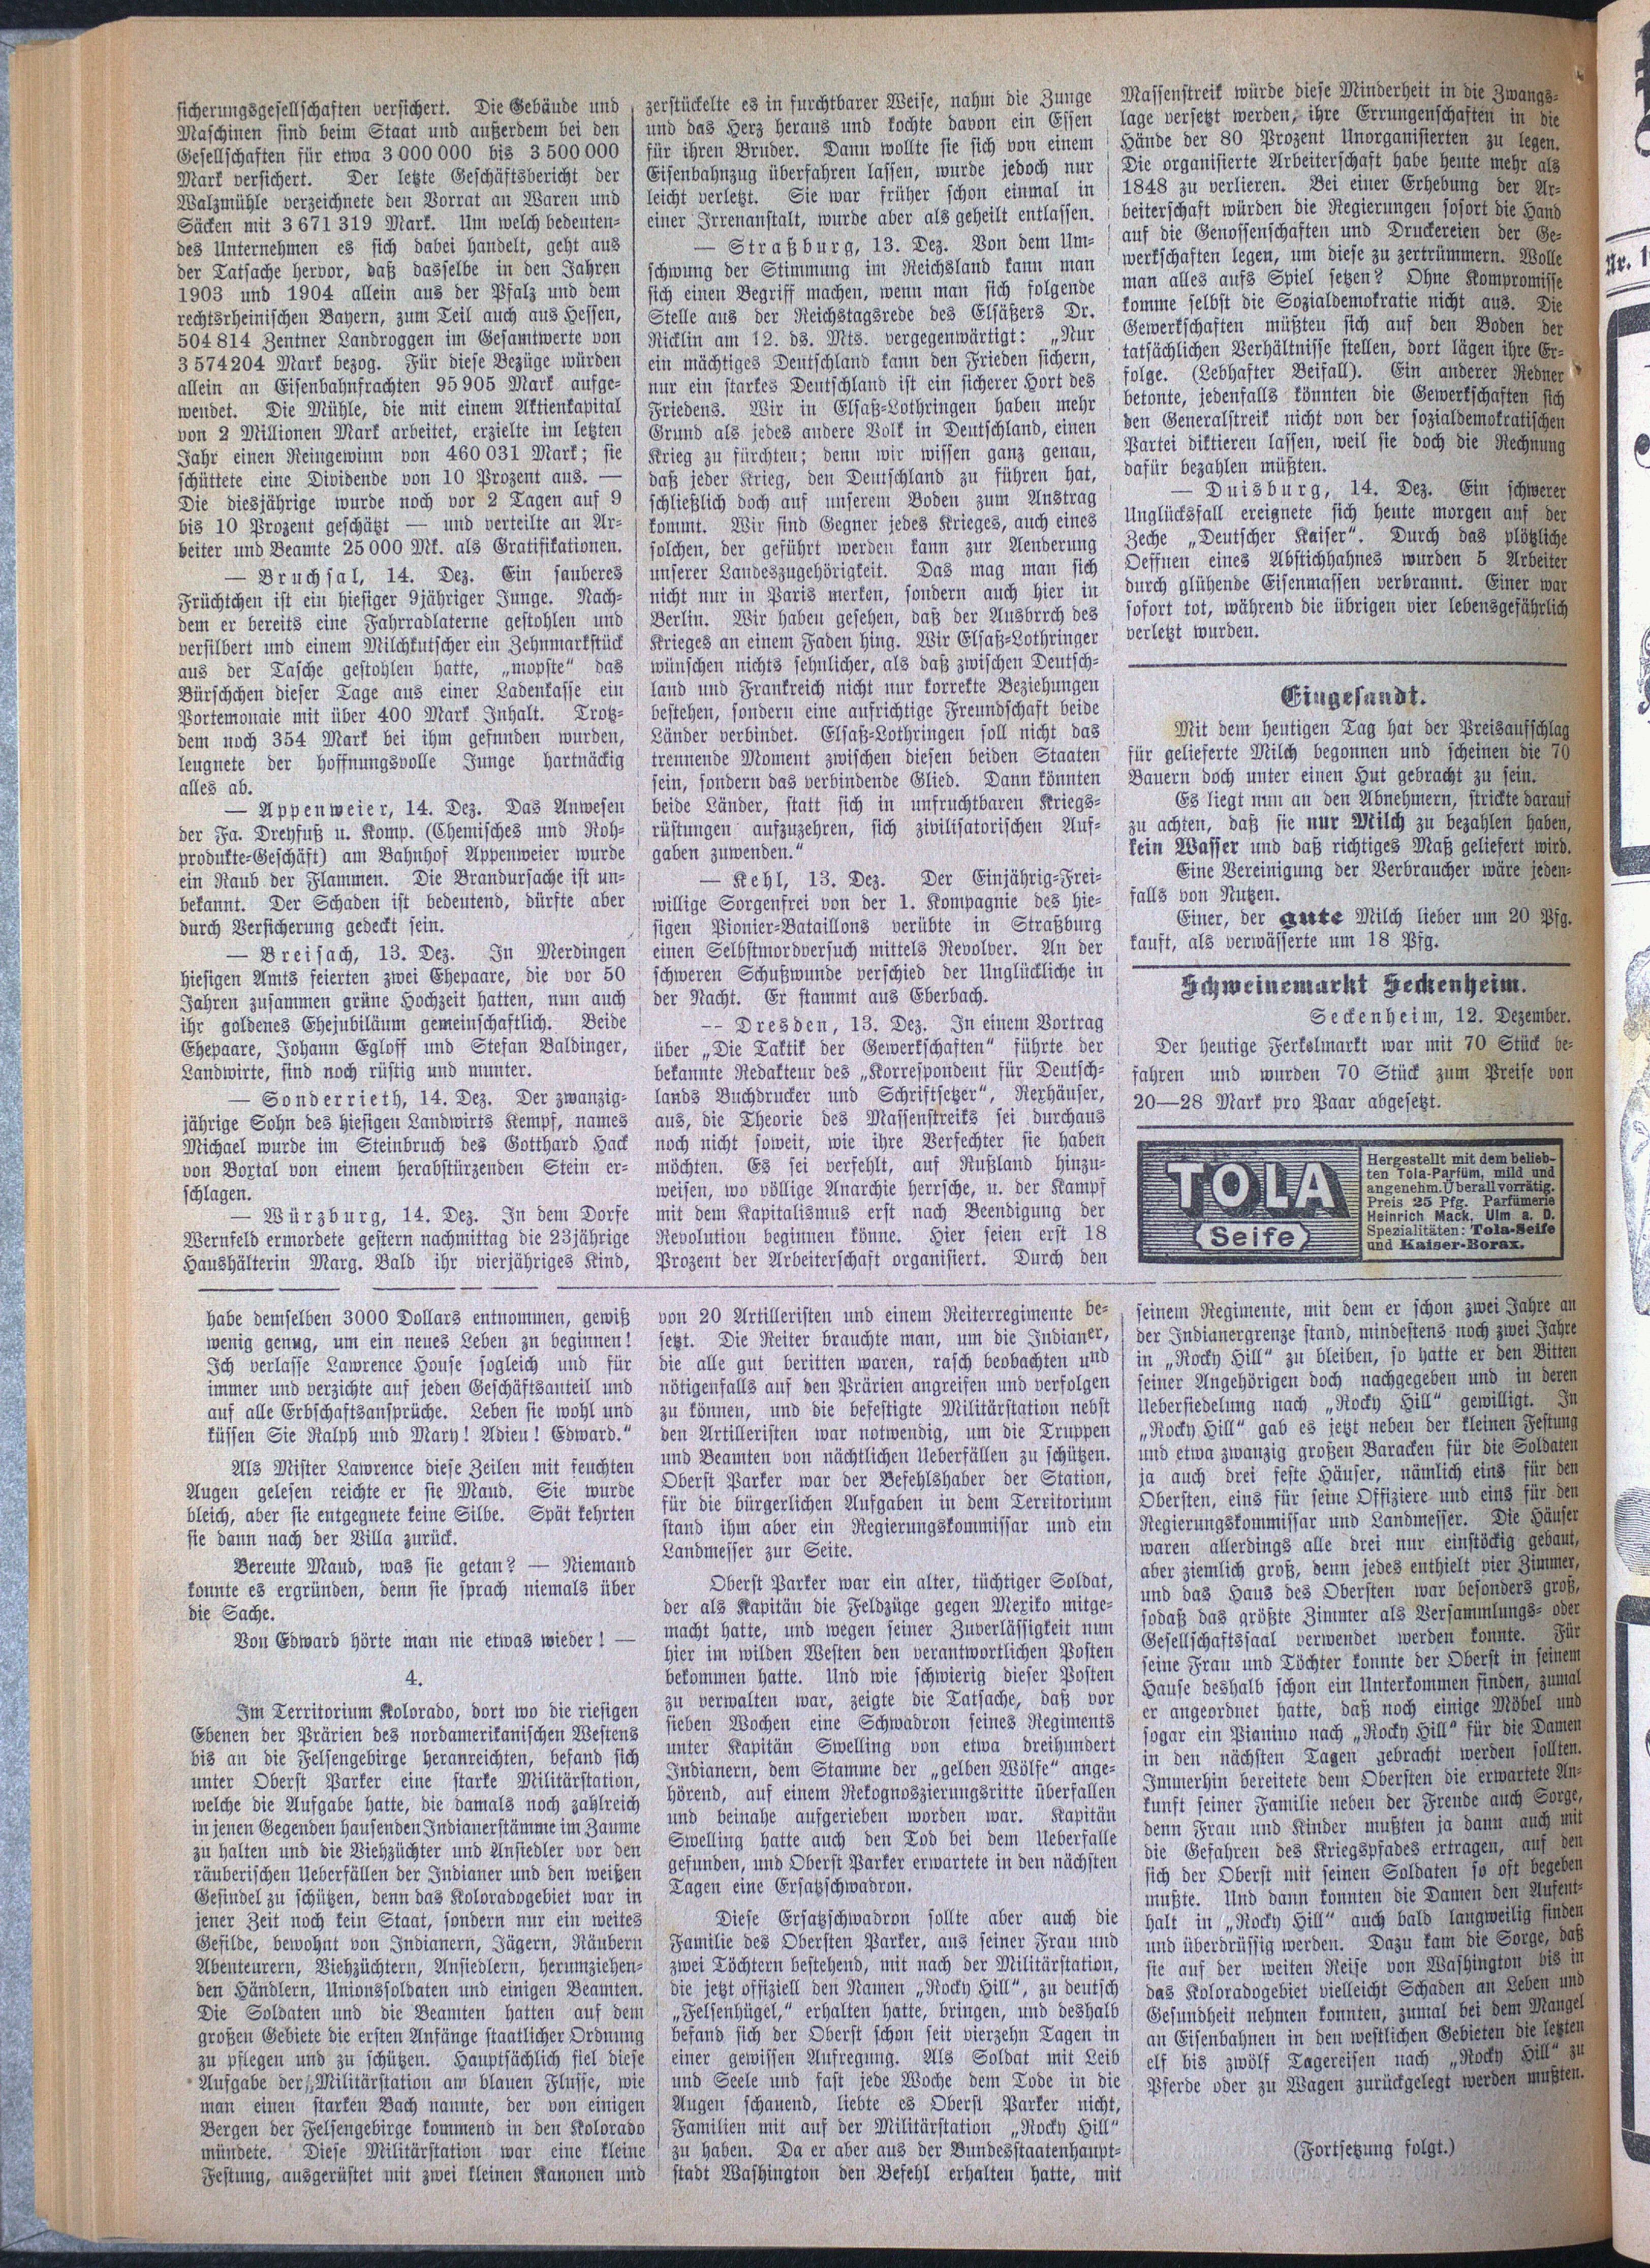 sicherungsgesellschaften versichert. Die Gebäude und
Maschinen sind beim Staat und außerdem bei den
Gesellschaften für etwa 3 000 000 bis 3 500 000
Mark versichert. Der letzte Geschäftsbericht der
Walzmühle verzeichnete den Vorrat an Waren und
Säcken mit 3 671 319 Mark. Um welch bedeuten-
des Unternehmen es sich dabei handelt, geht aus
der Tatsache hervor, daß dasselbe in den Jahren
1903 und 1904 allein aus der Pfalz und dem
rechtsrheinischen Bayern, zum Teil auch aus Hessen,
504 814 Zentner Landroggen im Gesamtwerte von
3 574 204 Mark bezog. Für diese Bezüge würden
allein an Eisenbahnfrachten 95 905 Mark aufge-
wendet. Die Mühle, die mit einem Aktienkapital
von 2 Millionen Mark arbeitet, erzielte im letzten
Jahr einen Reingewinn von 460 031 Mark; sie
schüttete eine Dividende von 10 Prozent aus. —
Die diesjährige wurde noch vor 2 Tagen auf 9
bis 10 Prozent geschätzt — und verteilte an Ar-
beiter und Beamte 25 000 Mk. als Gratifikationen.
— Bruchsal, 14. Dez. Ein sauberes
Früchtchen ist ein hiesiger 9jähriger Junge. Nach-
dem er bereits eine Fahrradlaterne gestohlen und
versilbert und einem Milchkutscher ein Zehnmarkstück
aus der Tasche gestohlen hatte, „mopste“ das
Bürschchen dieser Tage aus einer Ladenkasse ein
Portemonaie mit über 400 Mark Inhalt. Trotz-
dem noch 354 Mark bei ihm gefunden wurden,
leugnete der hoffnungsvolle Junge hartnäckig
alles ab.
— Appenweier, 14. Dez. Das Anwesen
der Fa. Dreyfuß u. Komp. (Chemisches und Roh-
produkte-Geschäft) am Bahnhof Appenweier wurde
ein Raub der Flammen. Die Brandursache ist un-
bekannt. Der Schaden ist bedeutend, dürfte aber
durch Versicherung gedeckt sein.
— Breisach, 13. Dez. In Merdingen
hiesigen Amts feierten zwei Ehepaare, die vor 50
Jahren zusammen grüne Hochzeit hatten, nun auch
ihr goldenes Ehejubiläum gemeinschaftlich. Beide
Ehepaare, Johann Egloff und Stefan Baldinger,
Landwirte, sind noch rüstig und munter.
— Sonderrieth, 14. Dez. Der zwanzig-
jährige Sohn des hiesigen Landwirts Kempf, names
Michael wurde im Steinbruch des Gotthard Hack
von Boxtal von einem herabstürzenden Stein er-
schlagen.
— Würzburg, 14. Dez. In dem Dorfe
Wernfeld ermordete gestern nachmittag die 23jährige
Haushälterin Marg. Bald ihr vierjähriges Kind,
zerstückelte es in furchtbarer Weise, nahm die Zunge
und das Herz heraus und kochte davon ein Essen
für ihren Bruder. Dann wollte sie sich von einem
Eisenbahnzug überfahren lassen, wurde jedoch nur
leicht verletzt. Sie war früher schon einmal in
einer Irrenanstalt, wurde aber als geheilt entlassen.
— Straßburg, 13. Dez. Von dem Um-
schwung der Stimmung im Reichsland kann man
sich einen Begriff machen, wenn man sich folgende
Stelle aus der Reichstagsrede des Elsäßers Dr.
Ricklin am 12. ds. Mts. vergegenwärtigt: „Nur
ein mächtiges Deutschland kann den Frieden sichern,
nur ein starkes Deutschland ist ein sicherer Hort des
Friedens. Wir in Elsaß-Lothringen haben mehr
Grund als jedes andere Volk in Deutschland, einen
Krieg zu fürchten; denn wir wissen ganz genau,
daß jeder Krieg, den Deutschland zu führen hat,
schließlich doch auf unserem Boden zum Austrag
kommt. Wir sind Gegner jedes Krieges, auch eines
solchen, der geführt werden kann zur Aenderung
unserer Landeszugehörigkeit. Das mag man sich
nicht nur in Paris merken, sondern auch hier in
Berlin. Wir haben gesehen, daß der Ausbrrch des
Krieges an einem Faden hing. Wir Elsaß-Lothringer
wünschen nichts sehnlicher, als daß zwischen Deutsch-
land und Frankreich nicht nur korrekte Beziehungen
bestehen, sondern eine aufrichtige Freundschaft beide
Länder verbindet. Elsaß-Lothringen soll nicht das
trennende Moment zwischen diesen beiden Staaten
sein, sondern das verbindende Glied. Dann könnten
beide Länder, statt sich in unfruchtbaren Kriegs-
rüstungen aufzuzehren, sich zivilisatorischen Auf-
gaben zuwenden.“
— Kehl, 13. Dez. Der Einjährig-Frei-
willige Sorgenfrei von der 1. Kompagnie des hie-
sigen Pionier-Bataillons verübte in Straßburg
einen Selbstmordversuch mittels Revolver. An der
schweren Schußwunde verschied der Unglückliche in
der Nacht. Er stammt aus Eberbach.
-- Dresden, 13. Dez. In einem Vortrag
über „Die Taktik der Gewerkschaften“ führte der
bekannte Redakteur des „Korrespondent für Deutsch-
lands Buchdrucker und Schriftsetzer“, Rexhäuser,
aus, die Theorie des Massenstreiks sei durchaus
noch nicht soweit, wie ihre Verfechter sie haben
möchten. Es sei verfehlt, auf Rußland hinzu-
weisen, wo völlige Anarchie herrsche, u. der Kampf
mit dem Kapitalismus erst nach Beendigung der
Revolution beginnen könne. Hier seien erst 18
Prozent der Arbeiterschaft organisiert. Durch den
Massenstreik würde diese Minderheit in die Zwangs-
lage versetzt werden, ihre Errungenschaften in die
Hände der 80 Prozent Unorganisierten zu legen.
Die organisierte Arbeiterschaft habe heute mehr als
1848 zu verlieren. Bei einer Erhebung der Ar-
beiterschaft würden die Regierungen sofort die Hand
auf die Genossenschaften und Druckereien der Ge-
werkschaften legen, um diese zu zertrümmern. Wolle
man alles aufs Spiel setzen? Ohne Kompromisse
komme selbst die Sozialdemokratie nicht aus. Die
Gewerkschaften müßten sich auf den Boden der
tatsächlichen Verhältnisse stellen, dort lägen ihre Er-
folge. (Lebhafter Beifall). Ein anderer Redner
betonte, jedenfalls könnten die Gewerkschaften sich
den Generalstreik nicht von der sozialdemokratischen
Partei diktieren lassen, weil sie doch die Rechnung
dafür bezahlen müßten.
— Duisburg, 14. Dez. Ein schwerer
Unglücksfall ereignete sich heute morgen auf der
Zeche „Deutscher Kaiser“. Durch das plötzliche
Oeffnen eines Abstichhahnes wurden 5 Arbeiter
durch glühende Eisenmassen verbrannt. Einer war
sofort tot, während die übrigen vier lebensgefährlich
verletzt wurden.
Eingesandt.
Mit dem heutigen Tag hat der Preisaufschlag
für gelieferte Milch begonnen und scheinen die 70
Bauern doch unter einen Hut gebracht zu sein.
Es liegt nun an den Abnehmern, strickte darauf
zu achten, daß sie nur Milch zu bezahlen haben,
kein Wasser und daß richtiges Maß geliefert wird.
Eine Vereinigung der Verbraucher wäre jeden-
falls von Nutzen.
Einer, der gute Milch lieber um 20 Pfg.
kauft, als verwässerte um 18 Pfg.
Schweinemarkt Seckenheim.
Seckenheim, 12. Dezember.
Der heutige Ferkelmarkt war mit 70 Stück be-
fahren und wurden 70 Stück zum Preise von
20—28 Mark pro Paar abgesetzt.
TOLA
Seife
Hergestellt mit dem belieb-
ten Tola-Parfüm, mild und
angenehm. Überall vorrätig.
Preis 25 Pfg. Parfümerie
Heinrich Mack, Ulm a. D.
Spezialitäten: Tola-Seife
und Kaiser-Borax.
habe demselben 3000 Dollars entnommen, gewiß
wenig genug, um ein neues Leben zu beginnen!
Ich verlasse Lawrence House sogleich und für
immer und verzichte auf jeden Geschäftsanteil und
auf alle Erbschaftsansprüche. Leben sie wohl und
küssen Sie Ralph und Mary! Adieu! Edward.“
Als Mister Lawrence diese Zeilen mit feuchten
Augen gelesen reichte er sie Maud. Sie wurde
bleich, aber sie entgegnete keine Silbe. Spät kehrten
sie dann nach der Villa zurück.
Bereute Maud, was sie getan? — Niemand
konnte es ergründen, denn sie sprach niemals über
die Sache.
Von Edward hörte man nie etwas wieder! —
4.
Im Territorium Kolorado, dort wo die riesigen
Ebenen der Prärien des nordamerikanischen Westens
bis an die Felsengebirge heranreichten, befand sich
unter Oberst Parker eine starke Militärstation,
welche die Aufgabe hatte, die damals noch zahlreich
in jenen Gegenden hausenden Indianerstämme im Zaume
zu halten und die Viehzüchter und Ansiedler vor den
räuberischen Ueberfällen der Indianer und den weißen
Gesindel zu schützen, denn das Koloradogebiet war in
jener Zeit noch kein Staat, sondern nur ein weites
Gefilde, bewohnt von Indianern, Jägern, Räubern
Abenteurern, Viehzüchtern, Ansiedlern, herumziehen-
den Händlern, Unionssoldaten und einigen Beamten.
Die Soldaten und die Beamten hatten auf dem
großen Gebiete die ersten Anfänge staatlicher Ordnung
zu pflegen und zu schützen. Hauptsächlich fiel diese
Aufgabe der Militärstation am blauen Flusse, wie
man einen starken Bach nannte, der von einigen
Bergen der Felsengebirge kommend in den Kolorado
mündete. Diese Militärstation war eine kleine
Festung, ausgerüstet mit zwei kleinen Kanonen und
von 20 Artilleristen und einem Reiterregimente be-
setzt. Die Reiter brauchte man, um die Indianer,
die alle gut beritten waren, rasch beobachten und
nötigenfalls auf den Prärien angreifen und verfolgen
zu können, und die befestigte Militärstation nebst
den Artilleristen war notwendig, um die Truppen
und Beamten von nächtlichen Ueberfällen zu schützen.
Oberst Parker war der Befehlshaber der Station,
für die bürgerlichen Aufgaben in dem Territorium
stand ihm aber ein Regierungskommissar und ein
Landmesser zur Seite.
Oberst Parker war ein alter, tüchtiger Soldat,
der als Kapitän die Feldzüge gegen Mexiko mitge-
macht hatte, und wegen seiner Zuverlässigkeit nun
hier im wilden Westen den verantwortlichen Posten
bekommen hatte. Und wie schwierig dieser Posten
zu verwalten war, zeigte die Tatsache, daß vor
sieben Wochen eine Schwadron seines Regiments
unter Kapitän Swelling von etwa dreihundert
Indianern, dem Stamme der „gelben Wölfe“ ange-
hörend, auf einem Rekognoszierungsritte überfallen
und beinahe aufgerieben worden war. Kapitän
Swelling hatte auch den Tod bei dem Ueberfalle
gefunden, und Oberst Parker erwartete in den nächsten
Tagen eine Ersatzschwadron.
Diese Ersatzschwadron sollte aber auch die
Familie des Obersten Parker, aus seiner Frau und
zwei Töchtern bestehend, mit nach der Militärstation,
die jetzt offiziell den Namen „Rocky Hill“, zu deutsch
„Felsenhügel,“ erhalten hatte, bringen, und deshalb
befand sich der Oberst schon seit vierzehn Tagen in
einer gewissen Aufregung. Als Soldat mit Leib
und Seele und fast jede Woche dem Tode in die
Augen schauend, liebte es Oberst Parker nicht,
Familien mit auf der Militärstation „Rocky Hill“
zu haben. Da er aber aus der Bundesstaatenhaupt-
stadt Washington den Befehl erhalten hatte, mit
seinem Regimente, mit dem er schon zwei Jahre an
der Indianergrenze stand, mindestens noch zwei Jahre
in „Rocky Hill“ zu bleiben, so hatte er den Bitten
seiner Angehörigen doch nachgegeben und in deren
Uebersiedelung nach „Rocky Hill“ gewilligt. In
„Rocky Hill“ gab es jetzt neben der kleinen Festung
und etwa zwanzig großen Baracken für die Soldaten
ja auch drei feste Häuser, nämlich eins für den
Obersten, eins für seine Offiziere und eins für den
Regierungskommissar und Landmesser. Die Häuser
waren allerdings alle drei nur einstöckig gebaut,
aber ziemlich groß, denn jedes enthielt vier Zimmer,
und das Haus des Obersten war besonders groß,
sodaß das größte Zimmer als Versammlungs- oder
Gesellschaftssaal verwendet werden konnte. Für
seine Frau und Töchter konnte der Oberst in seinem
Hause deshalb schon ein Unterkommen finden, zumal
er angeordnet hatte, daß noch einige Möbel und
sogar ein Pianino nach „Rocky Hill“ für die Damen
in den nächsten Tagen gebracht werden sollten.
Immerhin bereitete dem Obersten die erwartete An-
kunft seiner Familie neben der Freude auch Sorge,
denn Frau und Kinder mußten ja dann auch mit
die Gefahren des Kriegspfades ertragen, auf den
sich der Oberst mit seinen Soldaten so oft begeben
mußte. Und dann konnten die Damen den Aufent-
halt in „Rocky Hill“ auch bald langweilig finden
und überdrüssig werden. Dazu kam die Sorge, daß
sie auf der weiten Reise von Washington bis in
das Koloradogebiet vielleicht Schaden an Leben und
Gesundheit nehmen konnten, zumal bei dem Mangel
an Eisenbahnen in den westlichen Gebieten die letzten
elf bis zwölf Tagereisen nach „Rocky Hill“ zu
Pferde oder zu Wagen zurückgelegt werden mußten.
(Fortsetzung folgt.)
Nr.